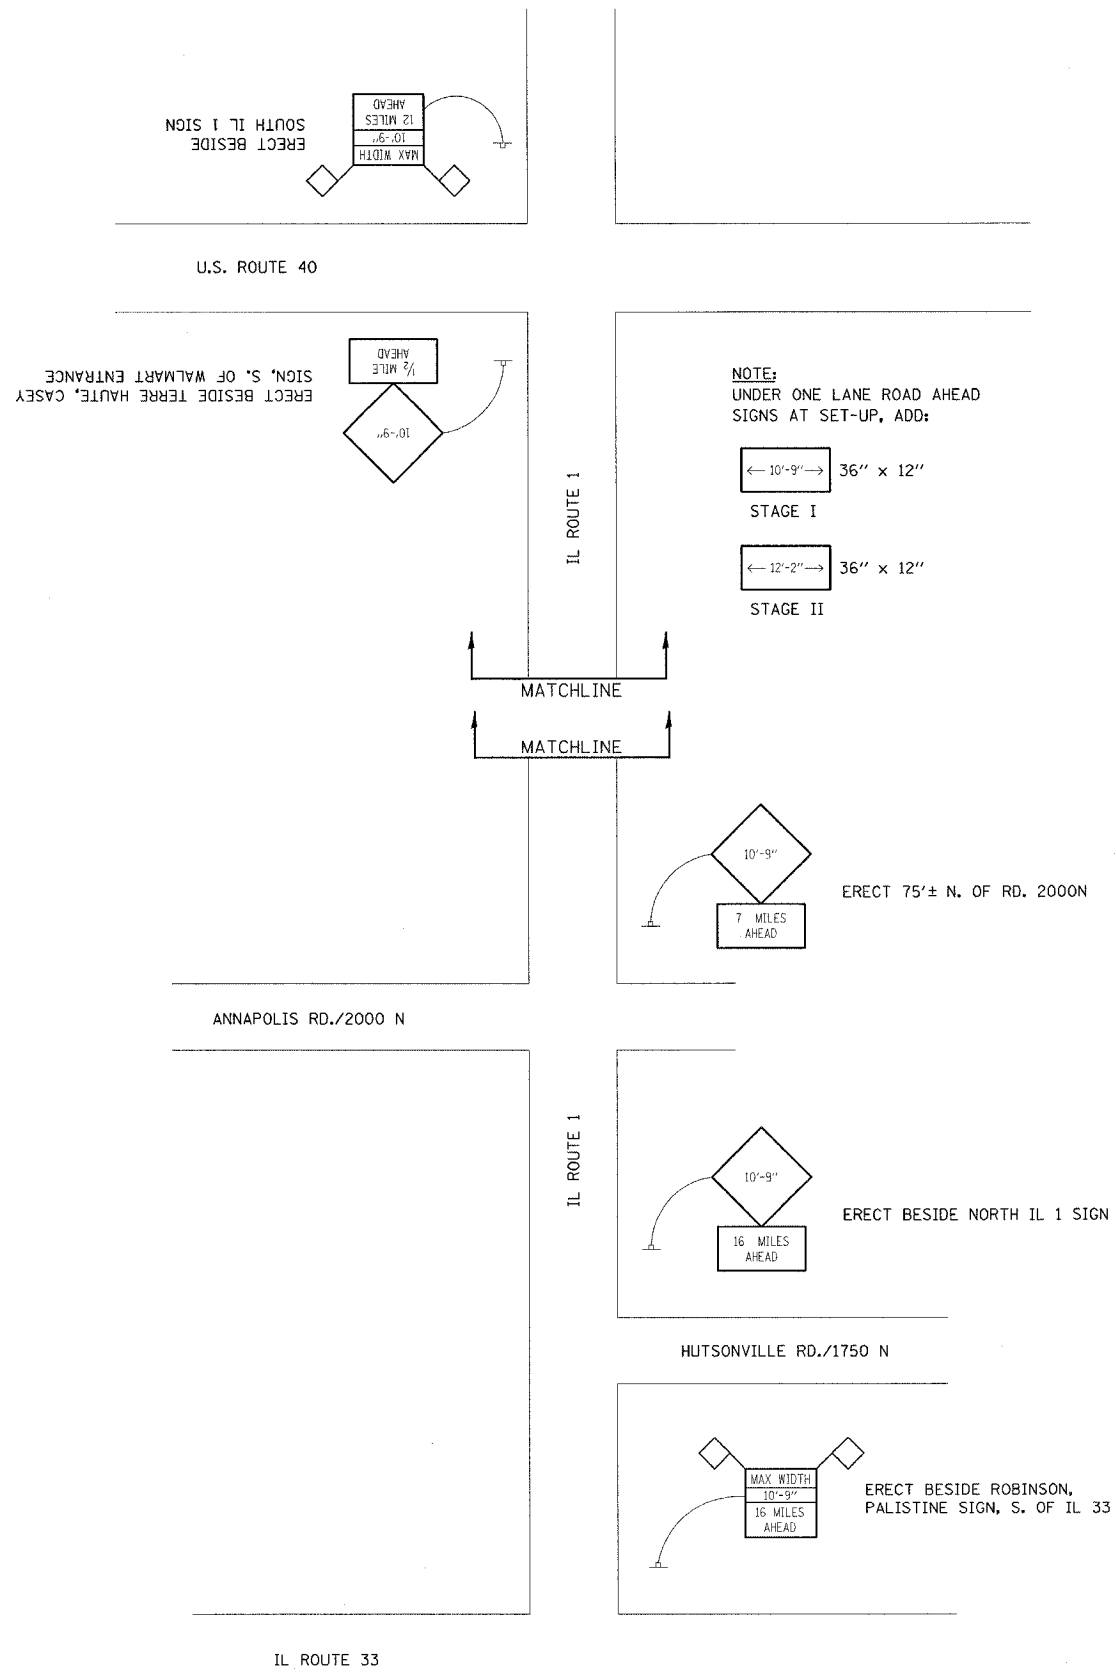 ERECT BESIDE
SOUTH IL 1 SIGN
MAX WIDTH
10'-9"
12 MILES
AHEAD
U.S. ROUTE 40
ERECT BESIDE TERRE HAUTE, CASEY
SIGN, S. OF WALMART ENTRANCE
10'-9"
1/2 MILE
AHEAD
IL ROUTE 1
NOTE:
UNDER ONE LANE ROAD AHEAD
SIGNS AT SET-UP, ADD:
←10'-9"→ 36" x 12"
STAGE I
←12'-2"→ 36" x 12"
STAGE II
MATCHLINE
MATCHLINE
10'-9"
7 MILES
AHEAD
ERECT 75'± N. OF RD. 2000N
ANNAPOLIS RD./2000 N
IL ROUTE 1
10'-9"
16 MILES
AHEAD
ERECT BESIDE NORTH IL 1 SIGN
HUTSONVILLE RD./1750 N
MAX WIDTH
10'-9"
16 MILES
AHEAD
ERECT BESIDE ROBINSON,
PALISTINE SIGN, S. OF IL 33
IL ROUTE 33